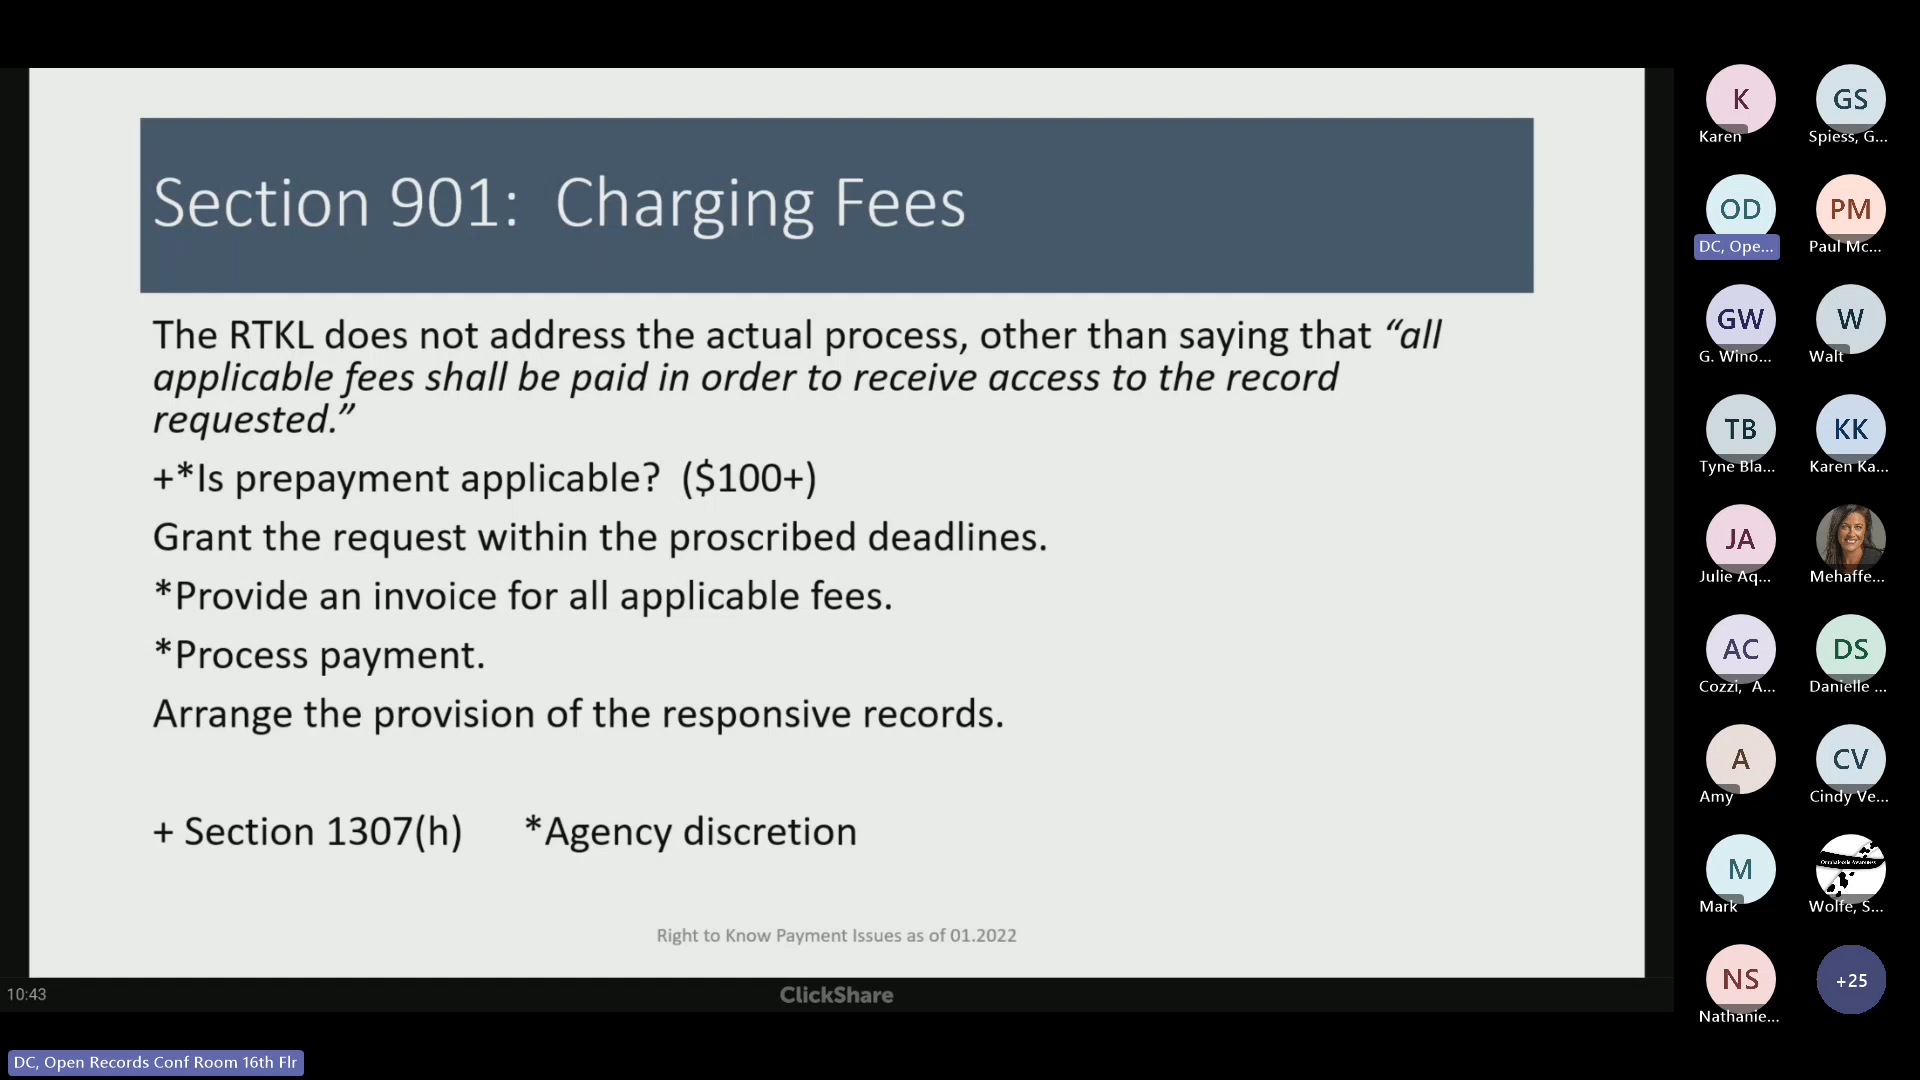 Section 901:  Charging Fees
The RTKL does not address the actual process, other than saying that “all
applicable fees shall be paid in order to receive access to the record
requested.”
+*Is prepayment applicable?  ($100+)
Grant the request within the proscribed deadlines.
*Provide an invoice for all applicable fees.
*Process payment.
Arrange the provision of the responsive records.
+ Section 1307(h)      *Agency discretion
Right to Know Payment Issues as of 01.2022
10:43
ClickShare
DC, Open Records Conf Room 16th Flr
K
Karen
GS
Spiess, G...
OD
DC, Ope...
PM
Paul Mc...
GW
G. Wino...
W
Walt
TB
Tyne Bla...
KK
Karen Ka...
JA
Julie Aq...
Mehaffe...
AC
Cozzi, A...
DS
Danielle ...
A
Amy
CV
Cindy Ve...
M
Mark
Wolfe, S...
NS
Nathanie...
+25